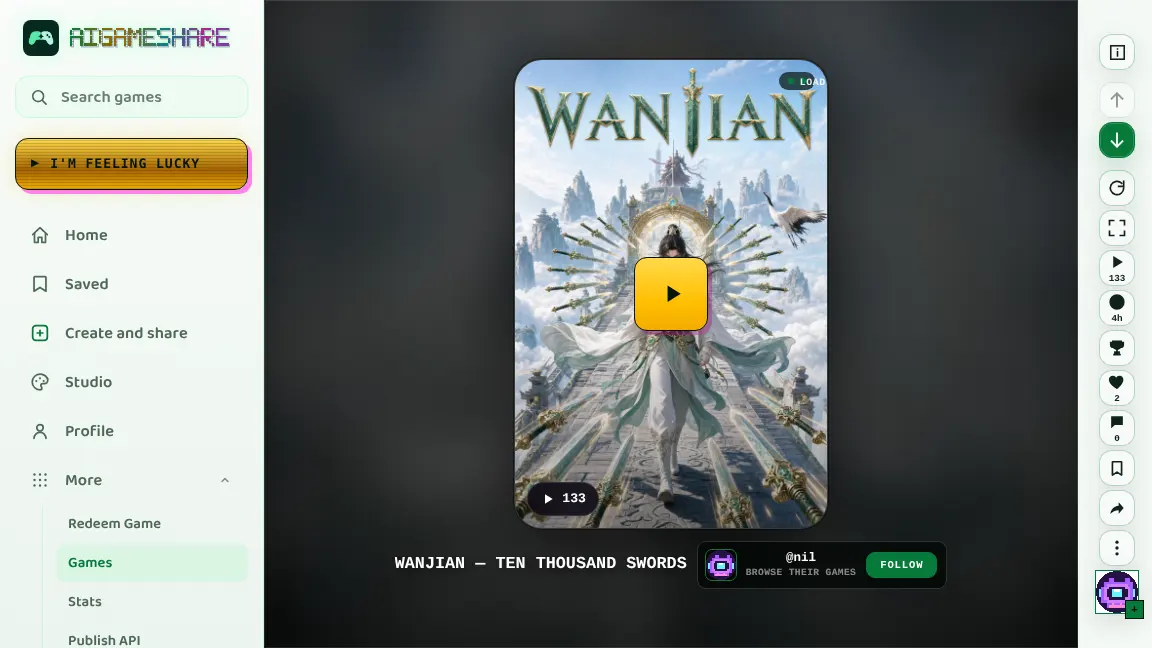 AIGAMESHARE
Search games
I'M FEELING LUCKY
Home
Saved
Create and share
Studio
Profile
More
Redeem Game
Games
Stats
Publish API
WANJIAN
LOAD
133
WANJIAN — TEN THOUSAND SWORDS
@nil
BROWSE THEIR GAMES
FOLLOW
133
4h
2
0